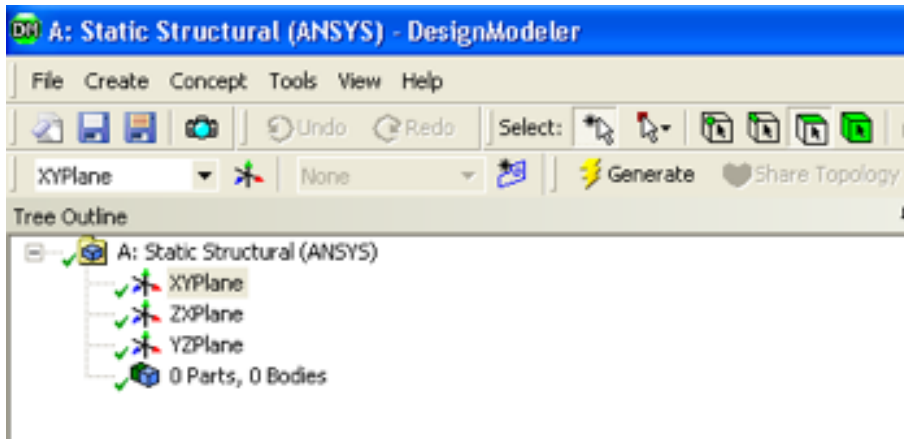 DM A: Static Structural (ANSYS) - DesignModeler
File Create Concept Tools View Help
Undo Redo Select:
XYPlane None Generate Share Topology
Tree Outline
A: Static Structural (ANSYS)
XYPlane
ZXPlane
YZPlane
0 Parts, 0 Bodies